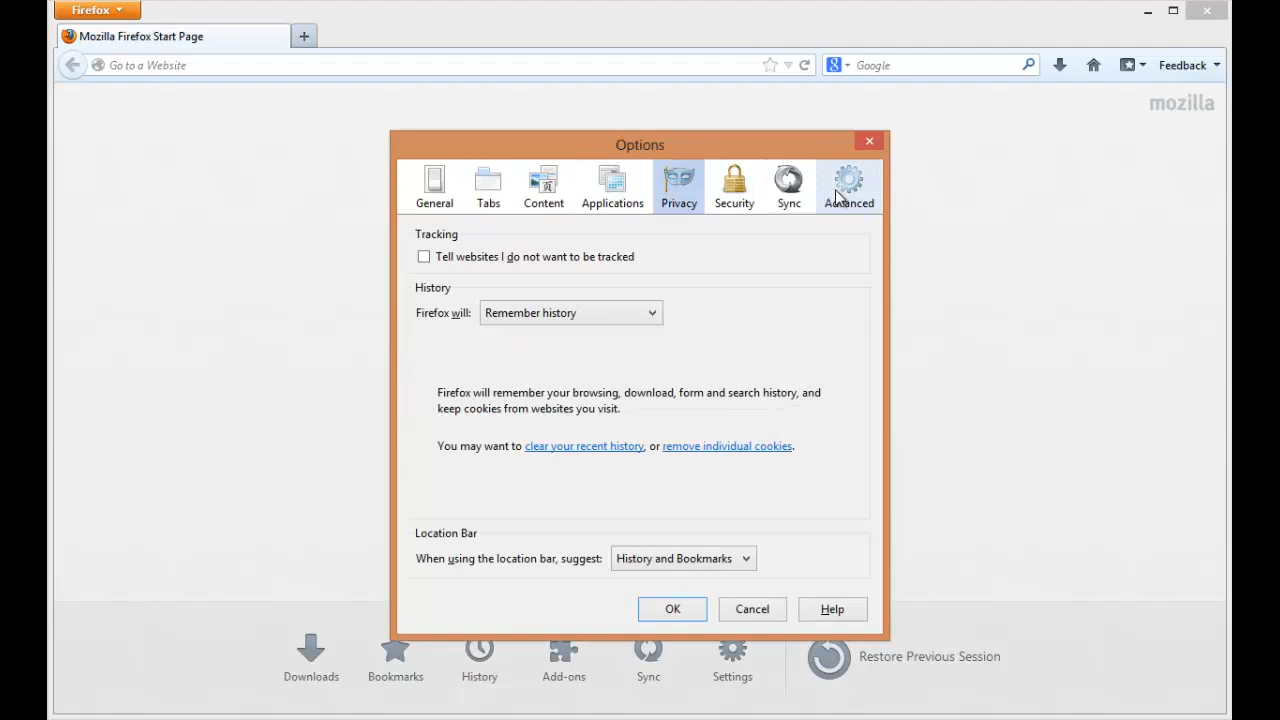 Firefox
Mozilla Firefox Start Page
Go to a Website
Google
Feedback
mozilla
Options
General
Tabs
Content
Applications
Privacy
Security
Sync
Advanced
Tracking
Tell websites I do not want to be tracked
History
Firefox will:
Remember history
Firefox will remember your browsing, download, form and search history, and
keep cookies from websites you visit.
You may want to clear your recent history, or remove individual cookies.
Location Bar
When using the location bar, suggest:
History and Bookmarks
OK
Cancel
Help
Downloads
Bookmarks
History
Add-ons
Sync
Settings
Restore Previous Session